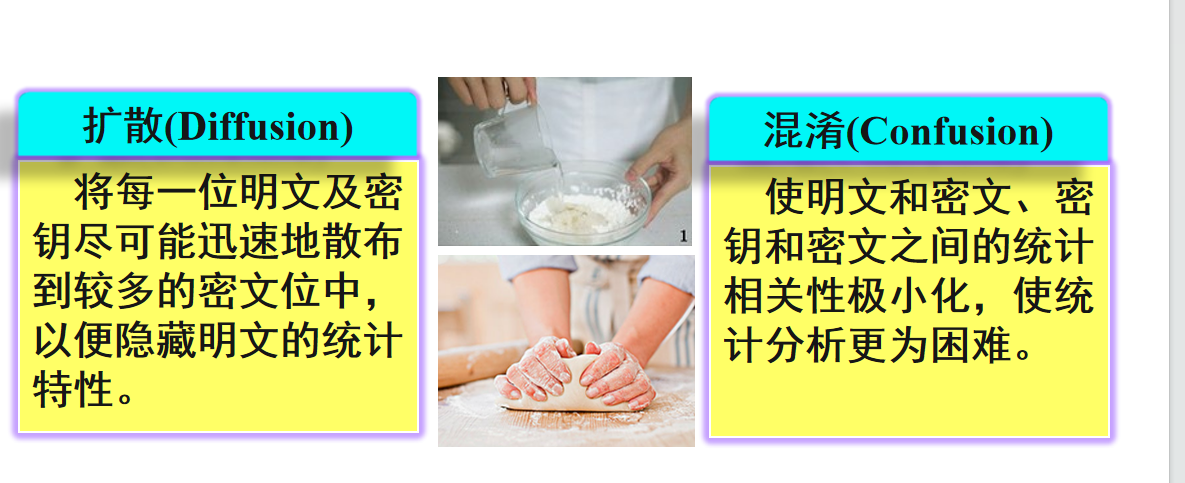 扩散(Diffusion)
将每一位明文及密
钥尽可能迅速地散布
到较多的密文位中，
以便隐藏明文的统计
特性。
1
混淆(Confusion)
使明文和密文、密
钥和密文之间的统计
相关性极小化，使统
计分析更为困难。